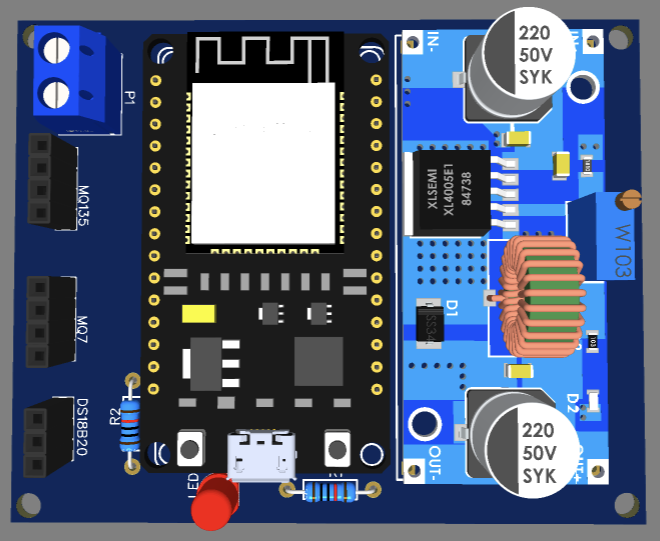 P1
MQ135
MQ7
DS18B20
R2
LED
IN-
220
50V
SYK
XLSEMI
XL4005E1
84738
W103
D1
SS34
D2
OUT-
220
50V
SYK
OUT+